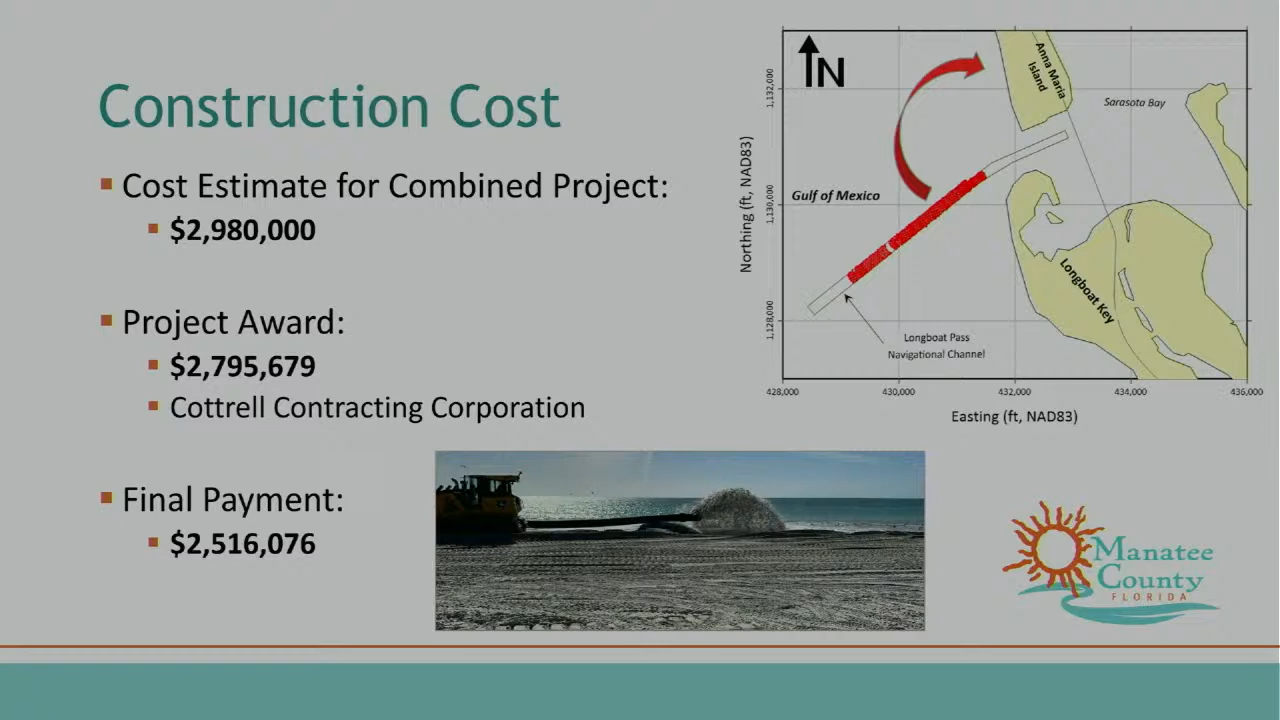 Construction Cost
Cost Estimate for Combined Project:
$2,980,000
Project Award:
$2,795,679
Cottrell Contracting Corporation
Final Payment:
$2,516,076
N
Anna Maria
Island
Sarasota Bay
Gulf of Mexico
Longboat Key
Longboat Pass
Navigational Channel
Northing (ft, NAD83)
1,132,000
1,130,000
1,128,000
428,000 430,000 432,000 434,000 436,000
Easting (ft, NAD83)
Manatee
County
FLORIDA